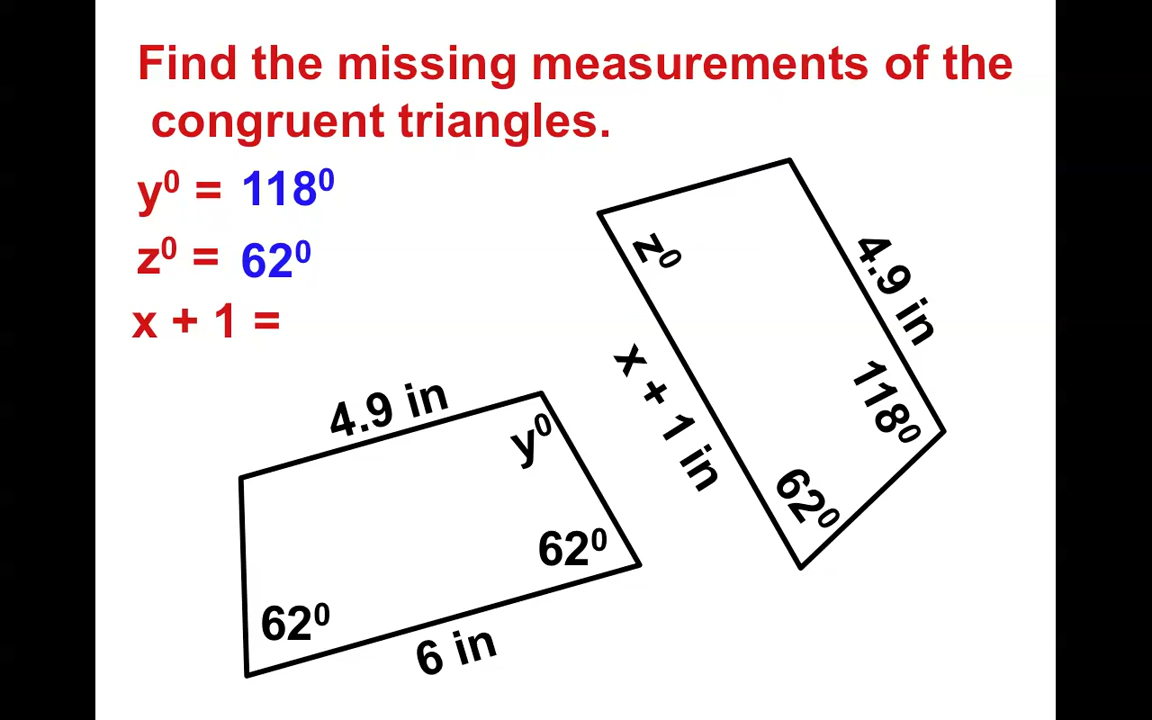 Find the missing measurements of the
congruent triangles.
y⁰ = 118⁰
z⁰ = 62⁰
x + 1 =
z⁰
4.9 in
x + 1 in
118⁰
62⁰
4.9 in
y⁰
62⁰
62⁰
6 in